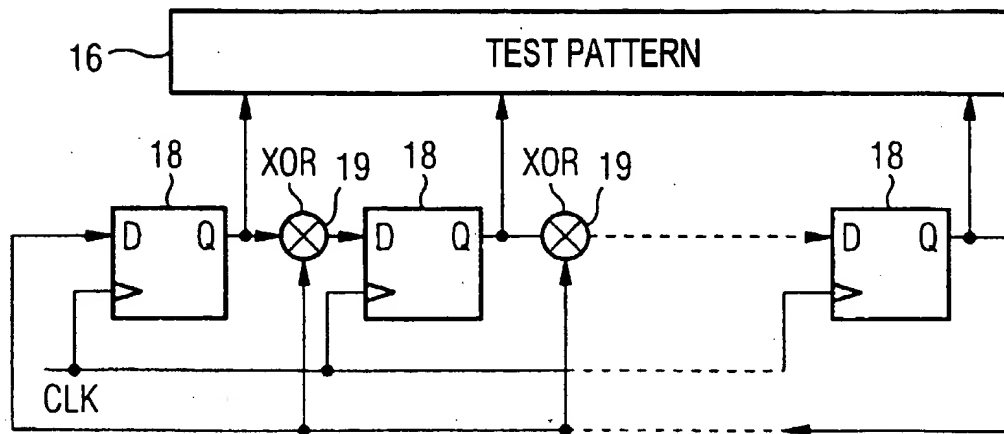 16
TEST PATTERN
18 XOR 19 18 XOR 19 18
D Q D Q D Q
CLK